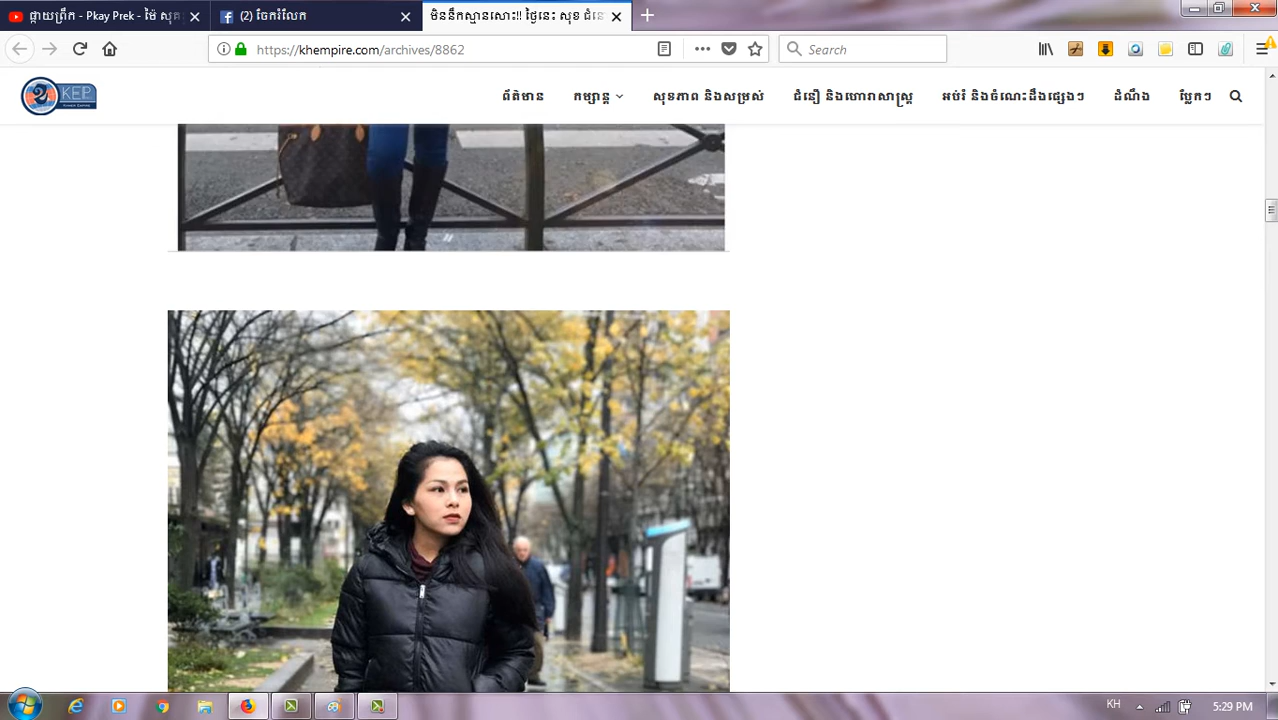 ផ្កាយព្រឹក - Pkay Prek - ម៉ៃ សុគ
(2) ចែករំលែក
មិននឹកស្មានសោះ!! ថ្ងៃនេះ សុខ ជំនោ
https://khempire.com/archives/8862
Search
KEP
ព័ត៌មាន
កម្សាន្ត
សុខភាព និងសម្រស់
ជំនឿ និងហោរាសាស្ត្រ
អប់រំ និងចំណេះដឹងផ្សេងៗ
ដំណឹង
ប្លែកៗ
KH
5:29 PM